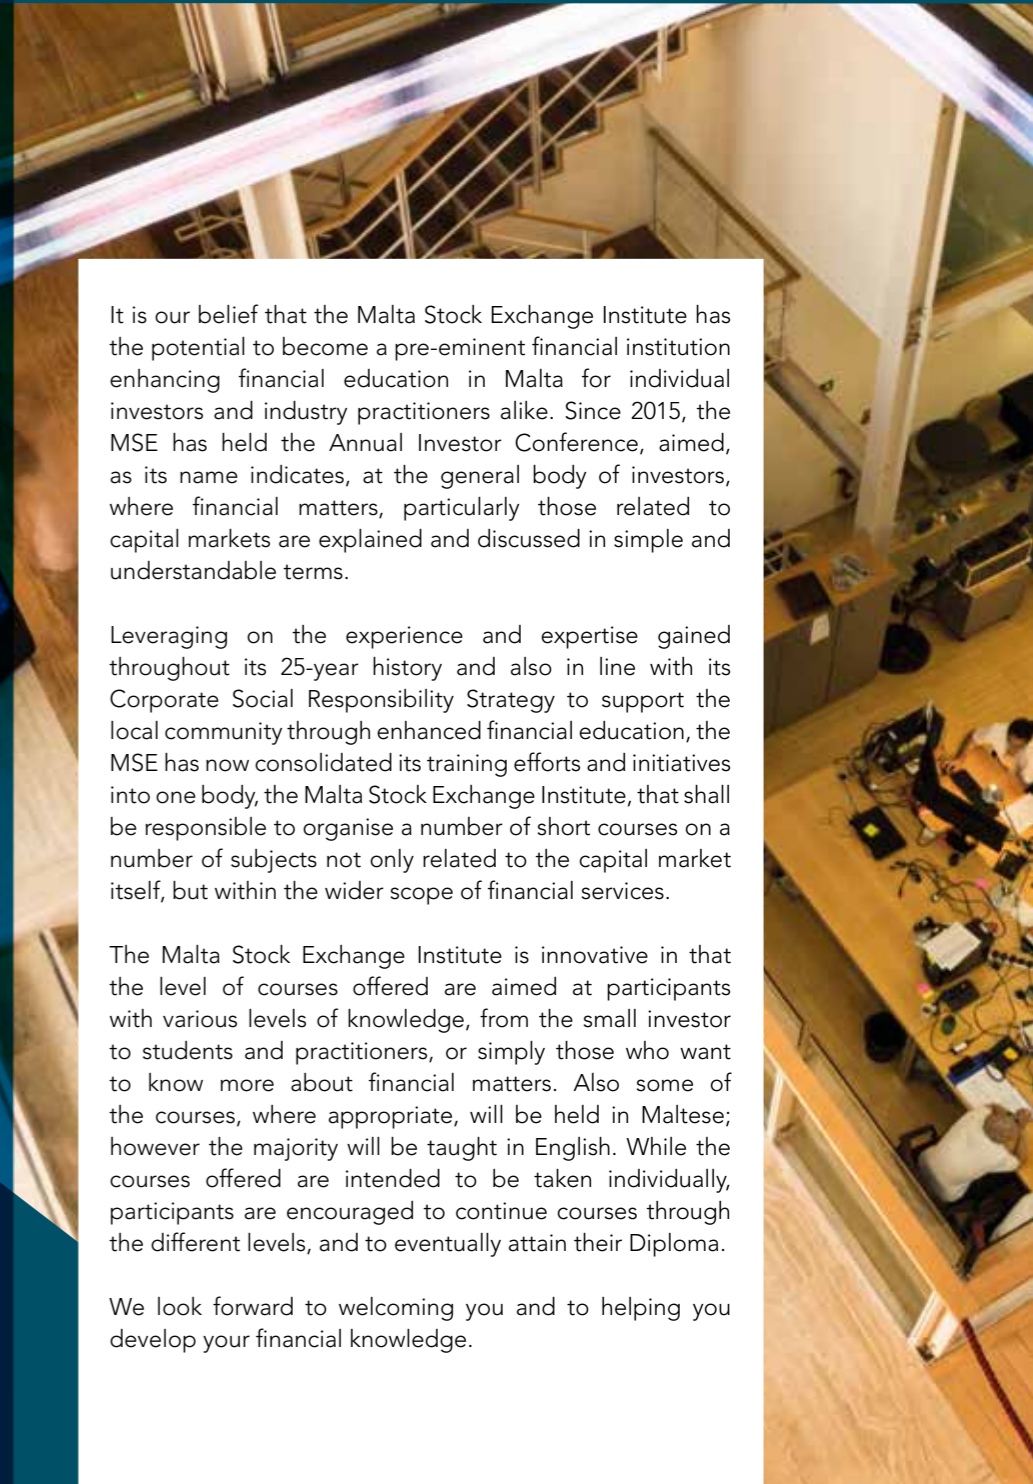 It is our belief that the Malta Stock Exchange Institute has
the potential to become a pre-eminent financial institution
enhancing financial education in Malta for individual
investors and industry practitioners alike. Since 2015, the
MSE has held the Annual Investor Conference, aimed,
as its name indicates, at the general body of investors,
where financial matters, particularly those related to
capital markets are explained and discussed in simple and
understandable terms.
Leveraging on the experience and expertise gained
throughout its 25-year history and also in line with its
Corporate Social Responsibility Strategy to support the
local community through enhanced financial education, the
MSE has now consolidated its training efforts and initiatives
into one body, the Malta Stock Exchange Institute, that shall
be responsible to organise a number of short courses on a
number of subjects not only related to the capital market
itself, but within the wider scope of financial services.
The Malta Stock Exchange Institute is innovative in that
the level of courses offered are aimed at participants
with various levels of knowledge, from the small investor
to students and practitioners, or simply those who want
to know more about financial matters. Also some of
the courses, where appropriate, will be held in Maltese;
however the majority will be taught in English. While the
courses offered are intended to be taken individually,
participants are encouraged to continue courses through
the different levels, and to eventually attain their Diploma.
We look forward to welcoming you and to helping you
develop your financial knowledge.